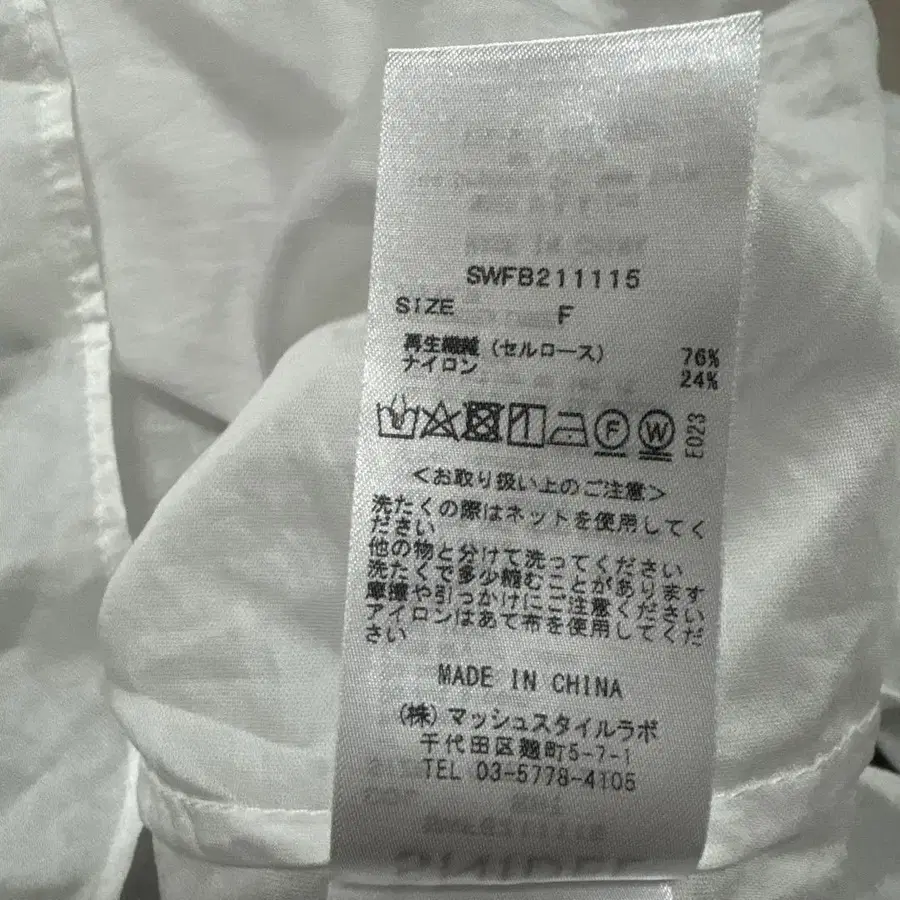 SWFB211115
SIZE F
再生繊維 (セルロース) 76%
ナイロン 24%
F W E023
<お取り扱い上のご注意>
洗たくの際はネットを使用してく
ださい
他の物と分けて洗ってください
洗たくで多少縮むことがあります
摩擦や引っかけにご注意ください
アイロンはあて布を使用してくだ
さい
MADE IN CHINA
(株) マッシュスタイルラボ
千代田区麹町5-7-1
TEL 03-5778-4105